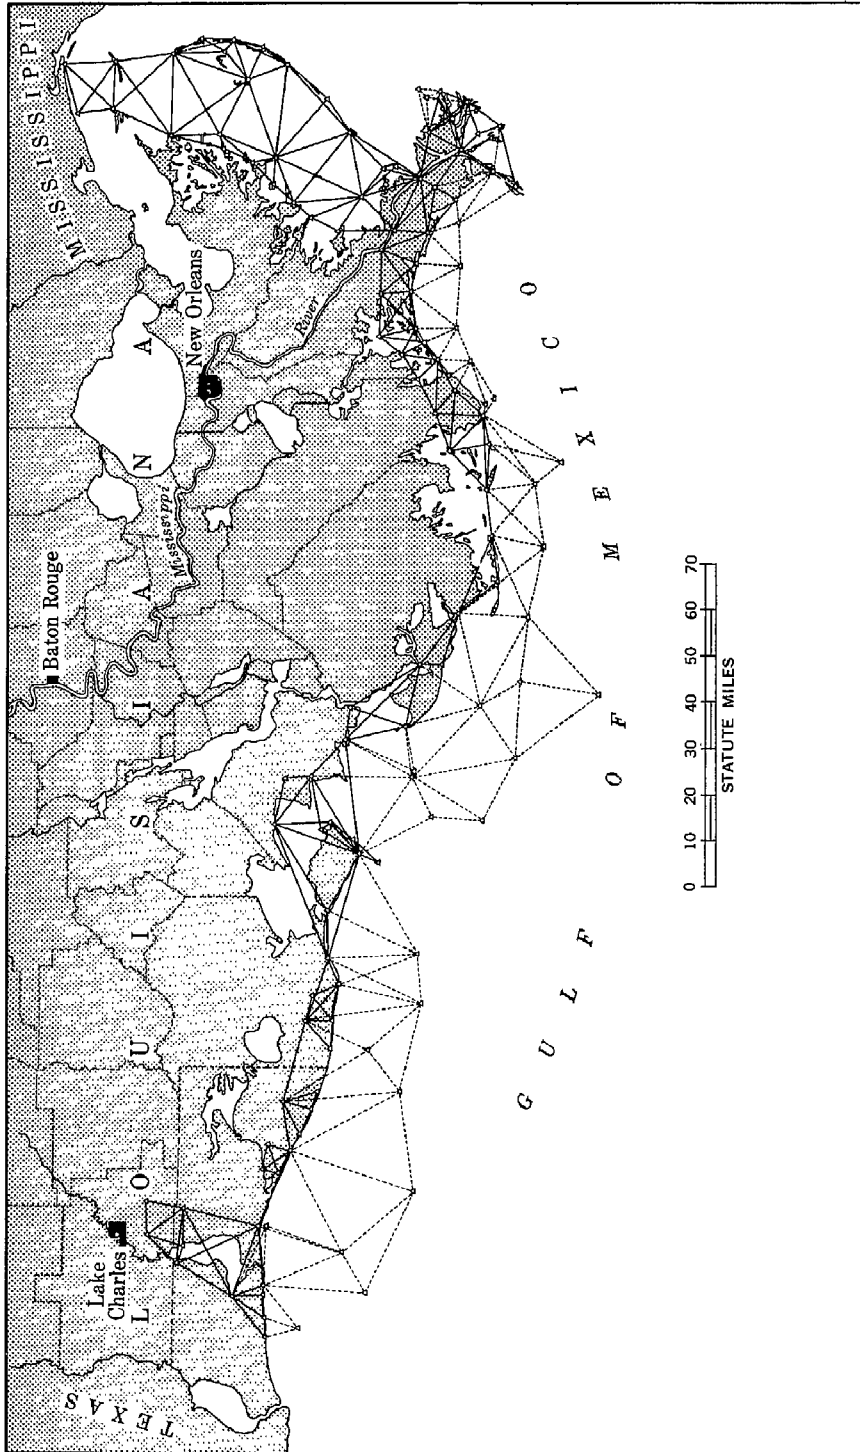 MISSISSIPPI
Baton Rouge
New Orleans
Mississippi
River
Lake
Charles
LOUISIANA
TEXAS
GULF OF MEXICO
0 10 20 30 40 50 60 70
STATUTE MILES